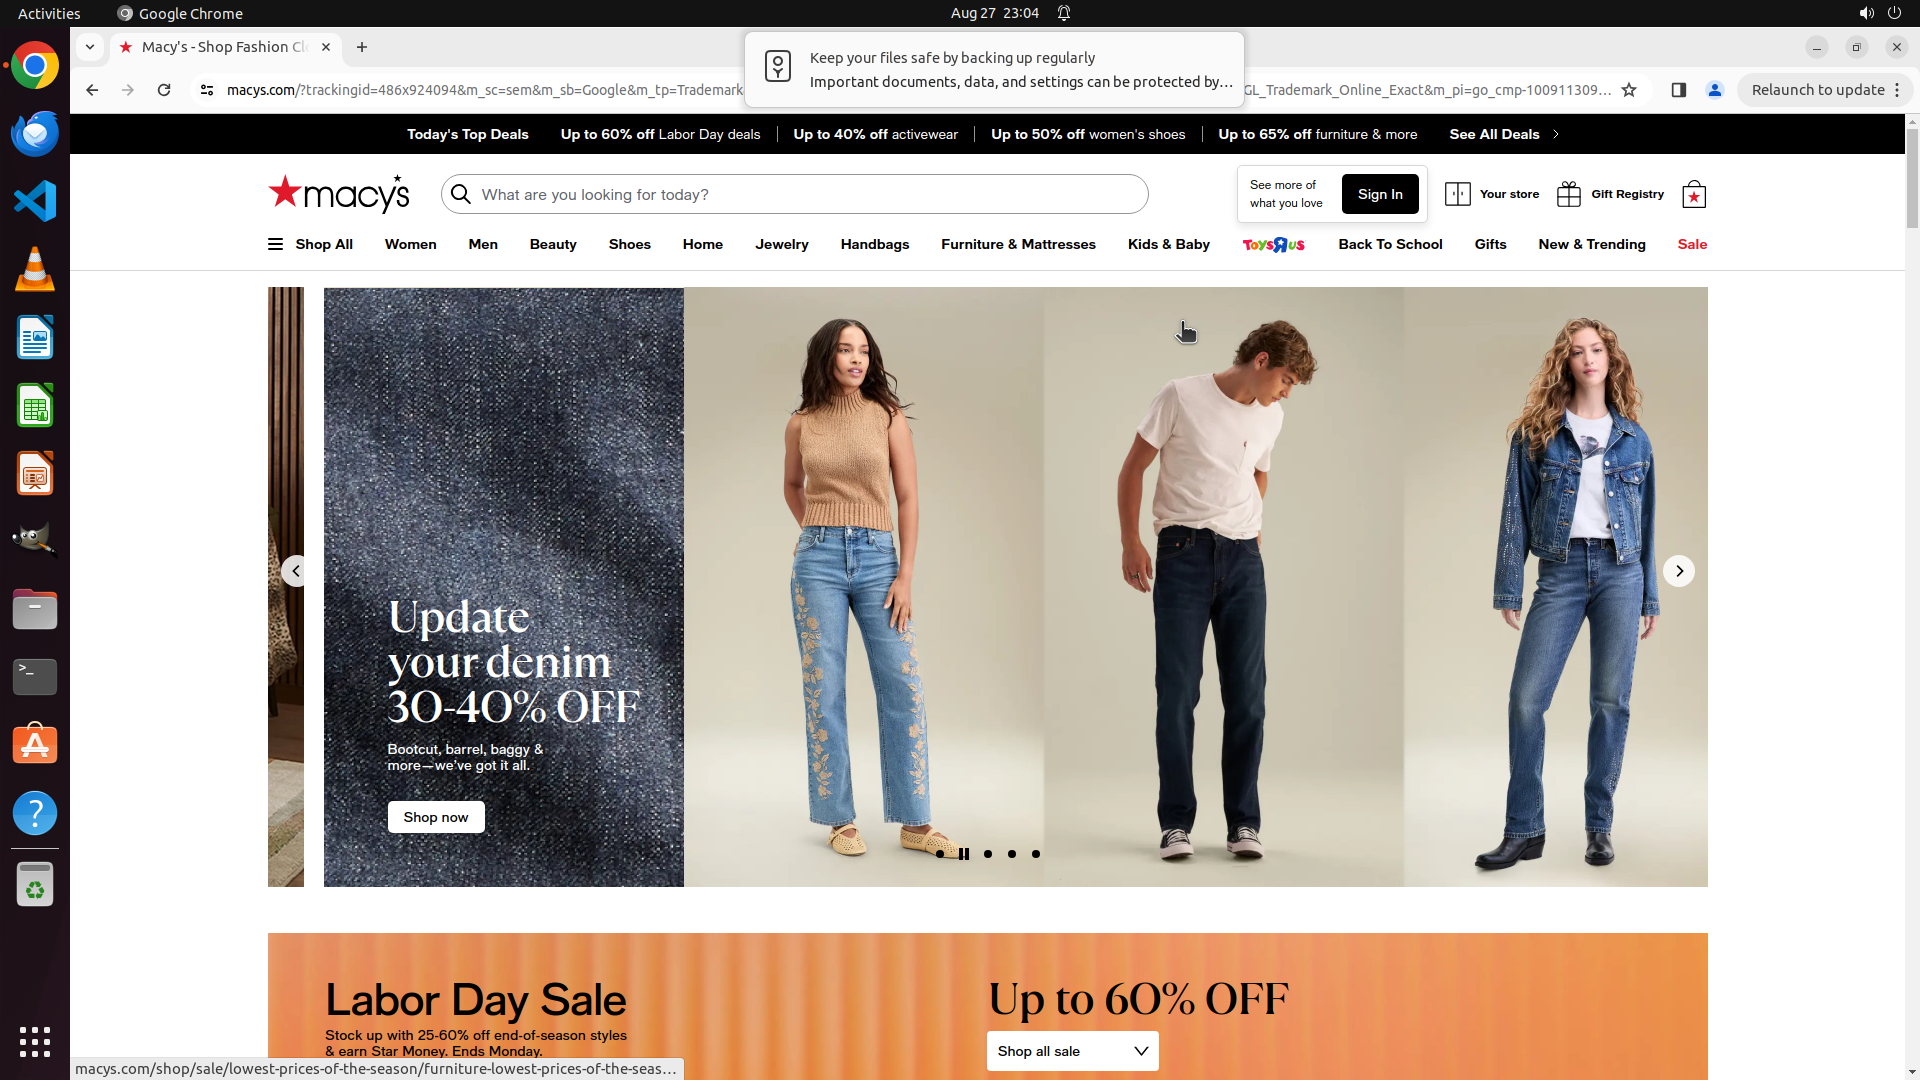 Activities
Google Chrome
Aug 27 23:04
Macy's - Shop Fashion Cl
Keep your files safe by backing up regularly
Important documents, data, and settings can be protected by...
macys.com/?trackingid=486x924094&m_sc=sem&m_sb=Google&m_tp=Trademark
GL_Trademark_Online_Exact&m_pi=go_cmp-100911309...
Relaunch to update
Today's Top Deals
Up to 60% off Labor Day deals
Up to 40% off activewear
Up to 50% off women's shoes
Up to 65% off furniture & more
See All Deals
macy's
What are you looking for today?
See more of
what you love
Sign In
Your store
Gift Registry
Shop All
Women
Men
Beauty
Shoes
Home
Jewelry
Handbags
Furniture & Mattresses
Kids & Baby
ToysRus
Back To School
Gifts
New & Trending
Sale
Update
your denim
30-40% OFF
Bootcut, barrel, baggy &
more—we've got it all.
Shop now
Labor Day Sale
Stock up with 25-60% off end-of-season styles
& earn Star Money. Ends Monday.
Up to 60% OFF
Shop all sale
macys.com/shop/sale/lowest-prices-of-the-season/furniture-lowest-prices-of-the-seas...